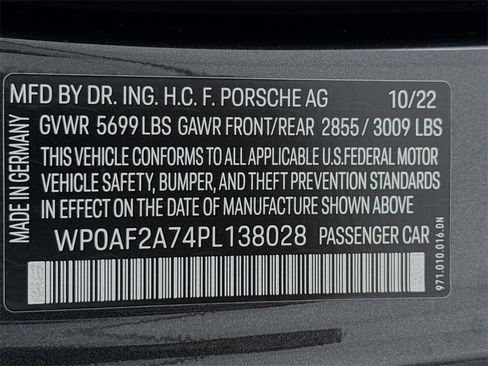 MFD BY DR. ING. H.C. F. PORSCHE AG 10/22
GVWR 5699 LBS GAWR FRONT/REAR 2855/3009 LBS
THIS VEHICLE CONFORMS TO ALL APPLICABLE U.S. FEDERAL MOTOR
VEHICLE SAFETY, BUMPER, AND THEFT PREVENTION STANDARDS
IN EFFECT ON THE DATE OF MANUFACTURE SHOWN ABOVE
WP0AF2A74PL138028 PASSENGER CAR
MADE IN GERMANY
971.010.016.DN